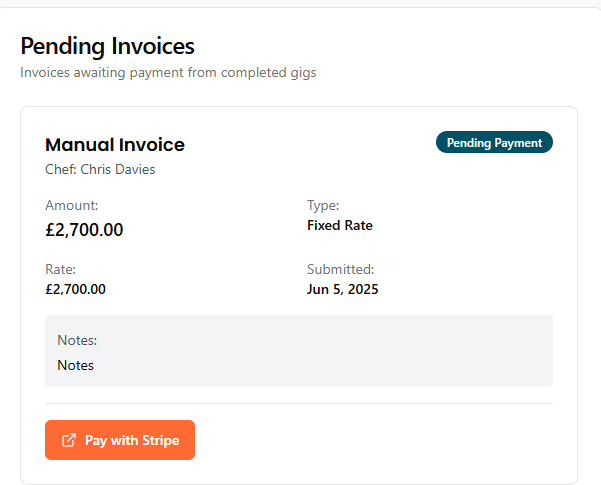 Pending Invoices
Invoices awaiting payment from completed gigs
Manual Invoice
Pending Payment
Chef: Chris Davies
Amount:
£2,700.00
Type:
Fixed Rate
Rate:
£2,700.00
Submitted:
Jun 5, 2025
Notes:
Notes
Pay with Stripe